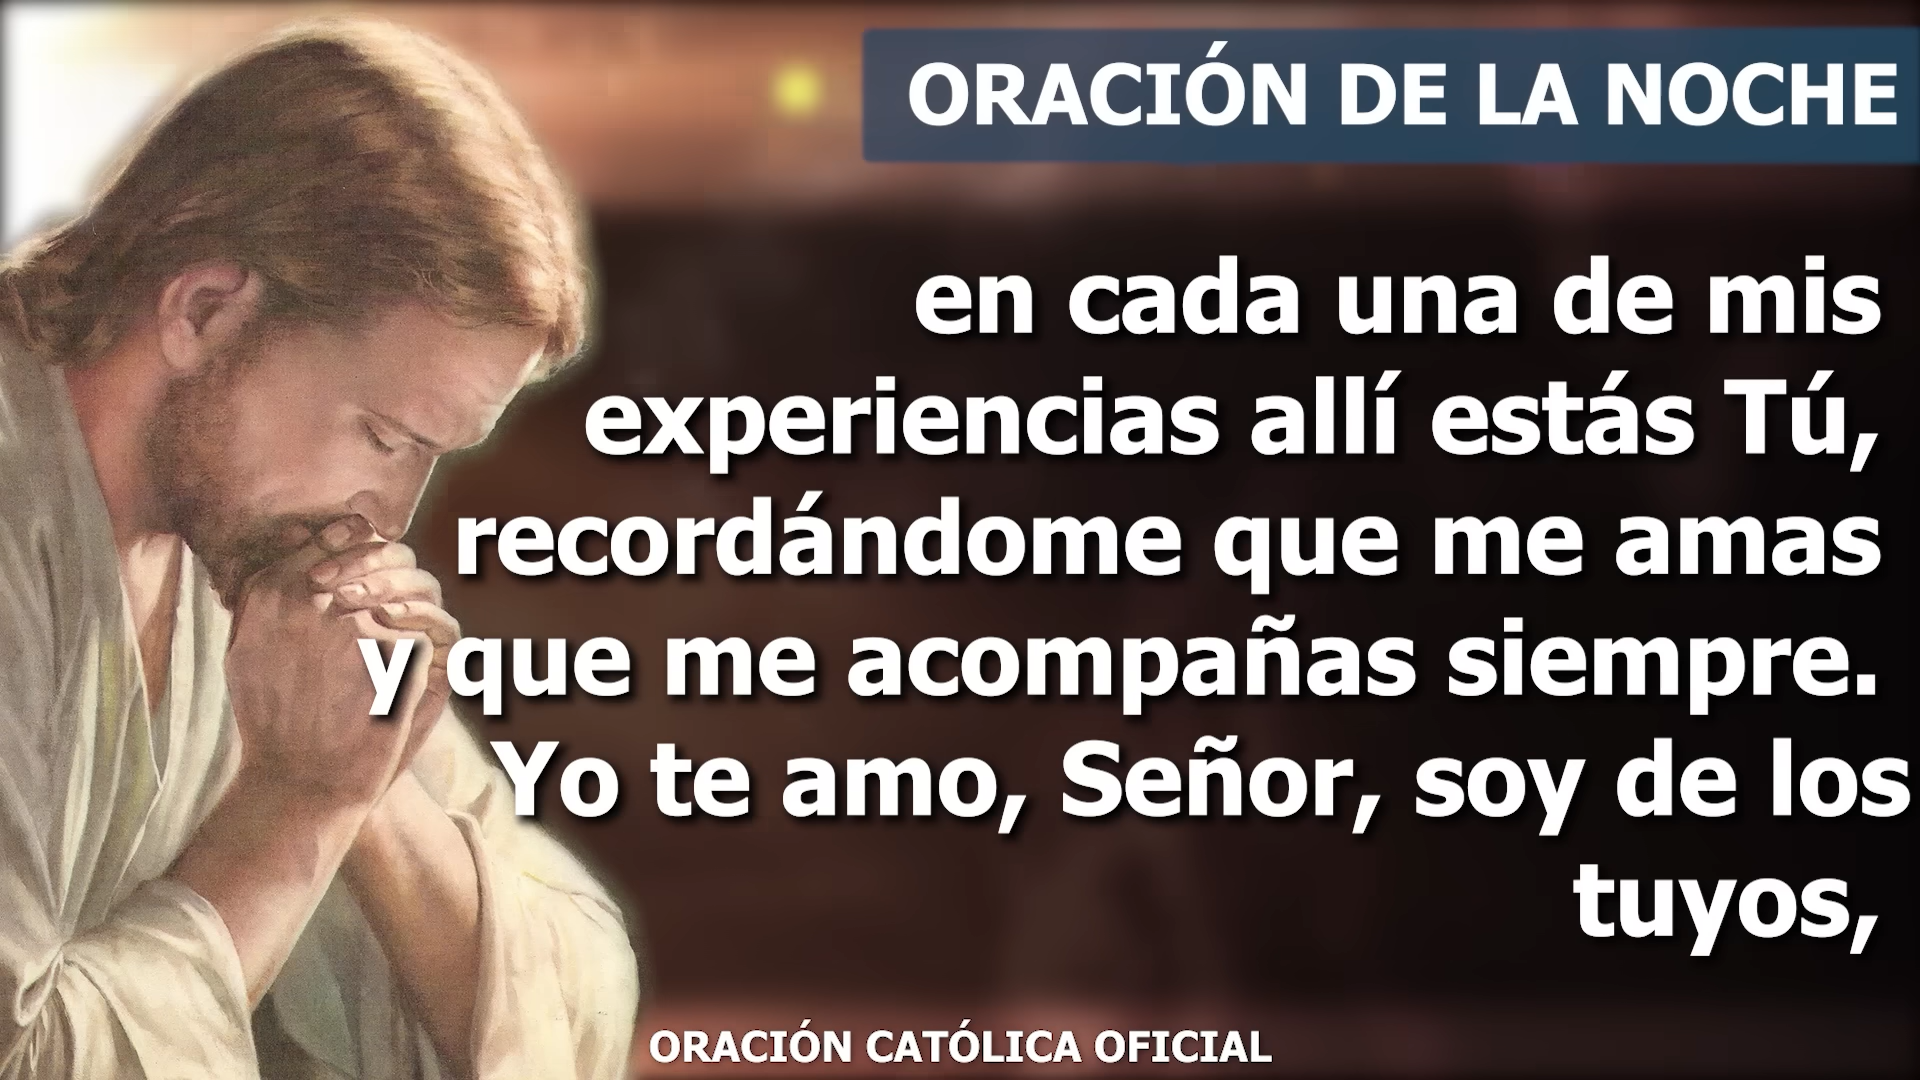 ORACIÓN DE LA NOCHE
en cada una de mis
experiencias allí estás Tú,
recordándome que me amas
y que me acompañas siempre.
Yo te amo, Señor, soy de los
tuyos,
ORACIÓN CATÓLICA OFICIAL